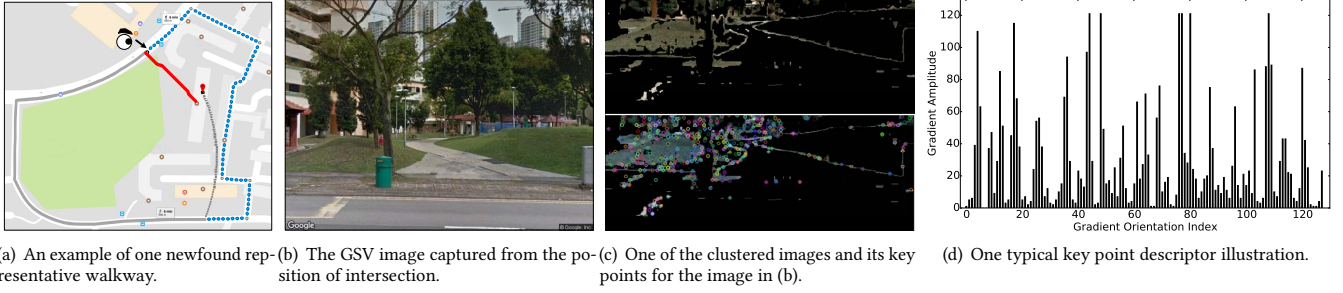 120
100
80
60
40
20
0
Gradient Amplitude
0 20 40 60 80 100 120
Gradient Orientation Index
Google
© Google, Inc
(a) An example of one newfound rep-
resentative walkway.
(b) The GSV image captured from the po-
sition of intersection.
(c) One of the clustered images and its key
points for the image in (b).
(d) One typical key point descriptor illustration.